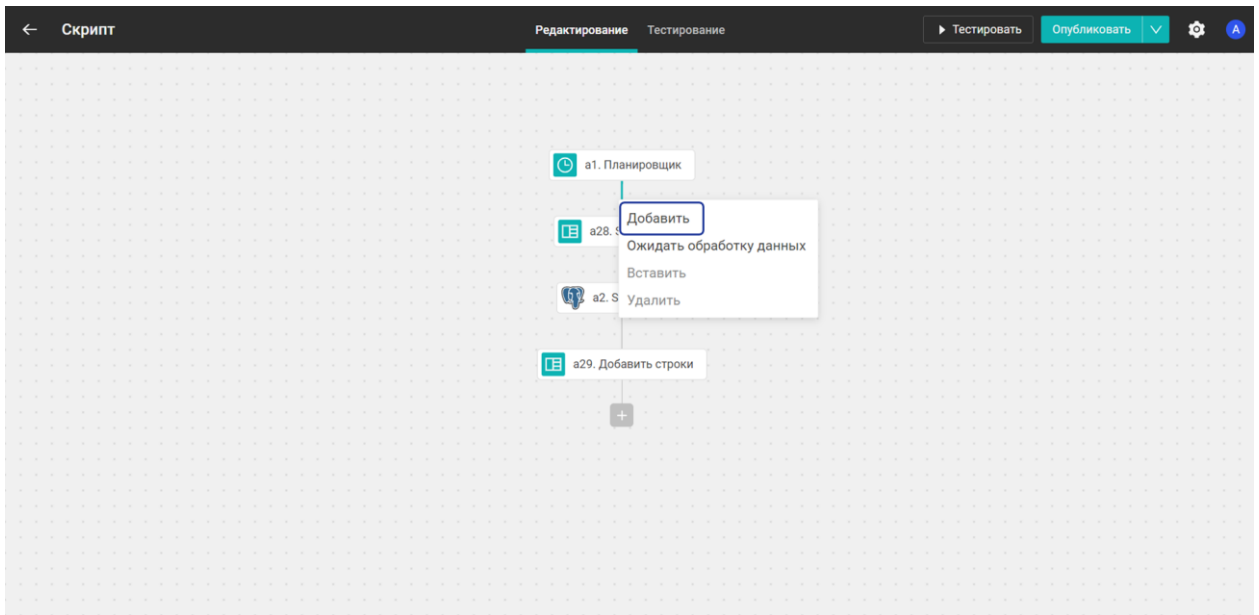 Скрипт
Редактирование Тестирование
Тестировать
Опубликовать
A
a1. Планировщик
Добавить
a28. S
Ожидать обработку данных
Вставить
a2. S
Удалить
a29. Добавить строки